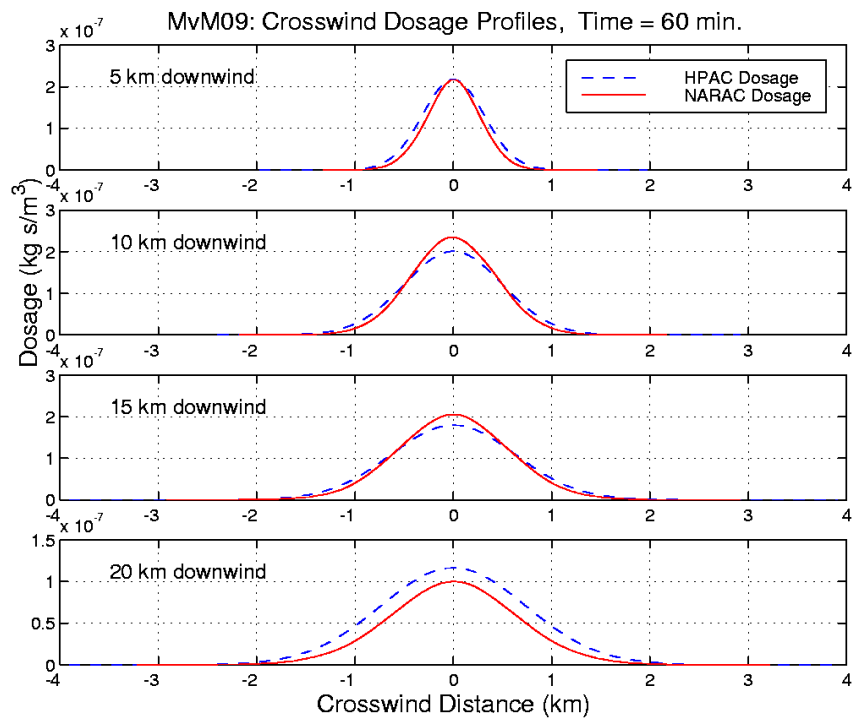 MvM09: Crosswind Dosage Profiles, Time = 60 min.
x 10^-7
3
2
1
0
5 km downwind
HPAC Dosage
NARAC Dosage
-4 -3 -2 -1 0 1 2 3 4
x 10^-7
3
2
1
0
10 km downwind
-4 -3 -2 -1 0 1 2 3 4
x 10^-7
3
2
1
0
15 km downwind
-4 -3 -2 -1 0 1 2 3 4
x 10^-7
1.5
1
0.5
0
20 km downwind
-4 -3 -2 -1 0 1 2 3 4
Dosage (kg s/m^3)
Crosswind Distance (km)